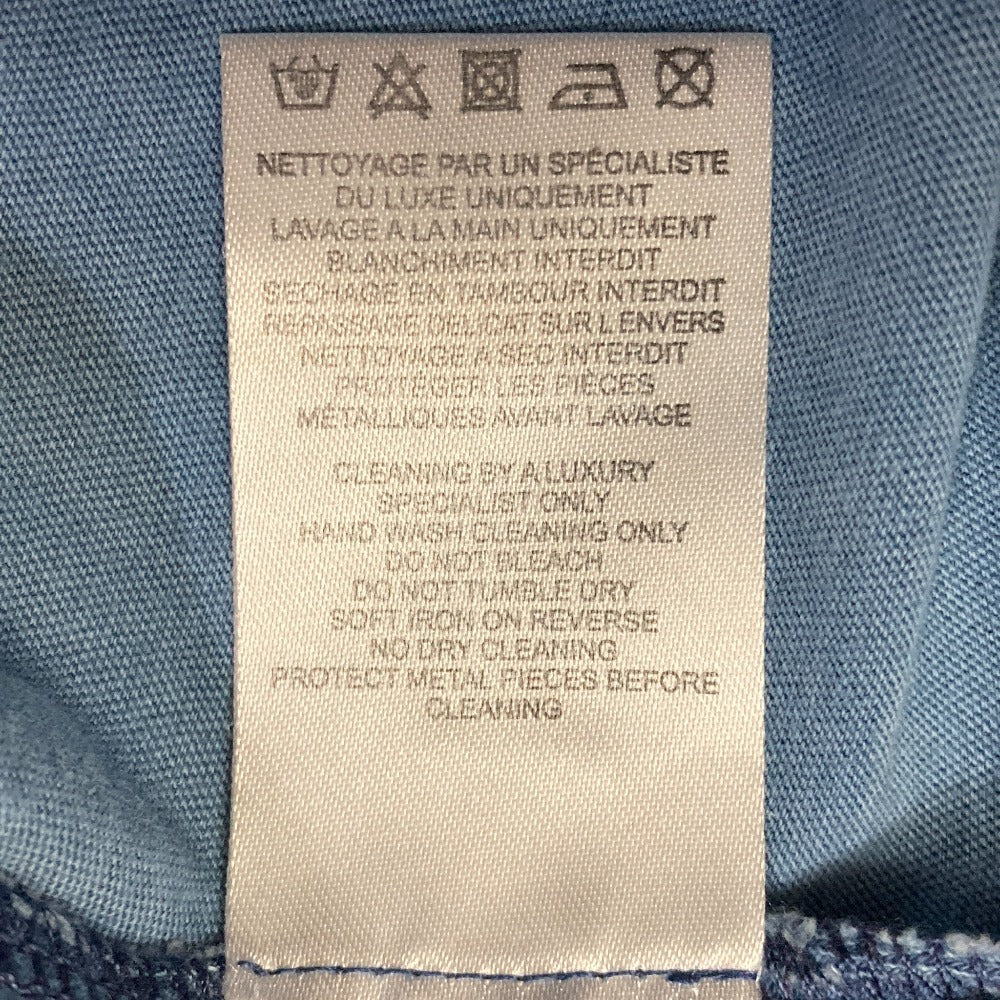 NETTOYAGE PAR UN SPÉCIALISTE
DU LUXE UNIQUEMENT
LAVAGE A LA MAIN UNIQUEMENT
BLANCHIMENT INTERDIT
SECHAGE EN TAMBOUR INTERDIT
REPASSAGE DELICAT SUR L ENVERS
NETTOYAGE A SEC INTERDIT
PROTÉGER LES PIÈCES
MÉTALLIQUES AVANT LAVAGE
CLEANING BY A LUXURY
SPECIALIST ONLY
HAND WASH CLEANING ONLY
DO NOT BLEACH
DO NOT TUMBLE DRY
SOFT IRON ON REVERSE
NO DRY CLEANING
PROTECT METAL PIECES BEFORE
CLEANING